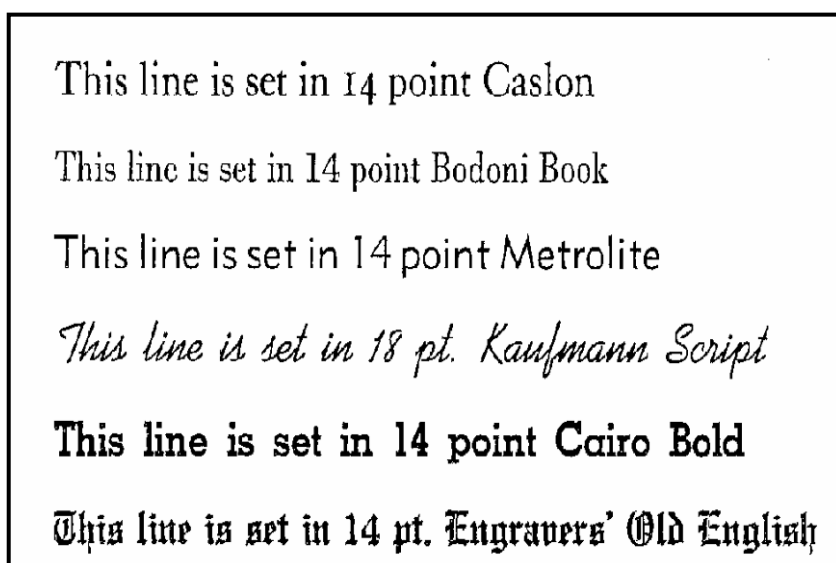 This line is set in 14 point Caslon
This line is set in 14 point Bodoni Book
This line is set in 14 point Metrolite
This line is set in 18 pt. Kaufmann Script
This line is set in 14 point Cairo Bold
This line is set in 14 pt. Engravers' Old English